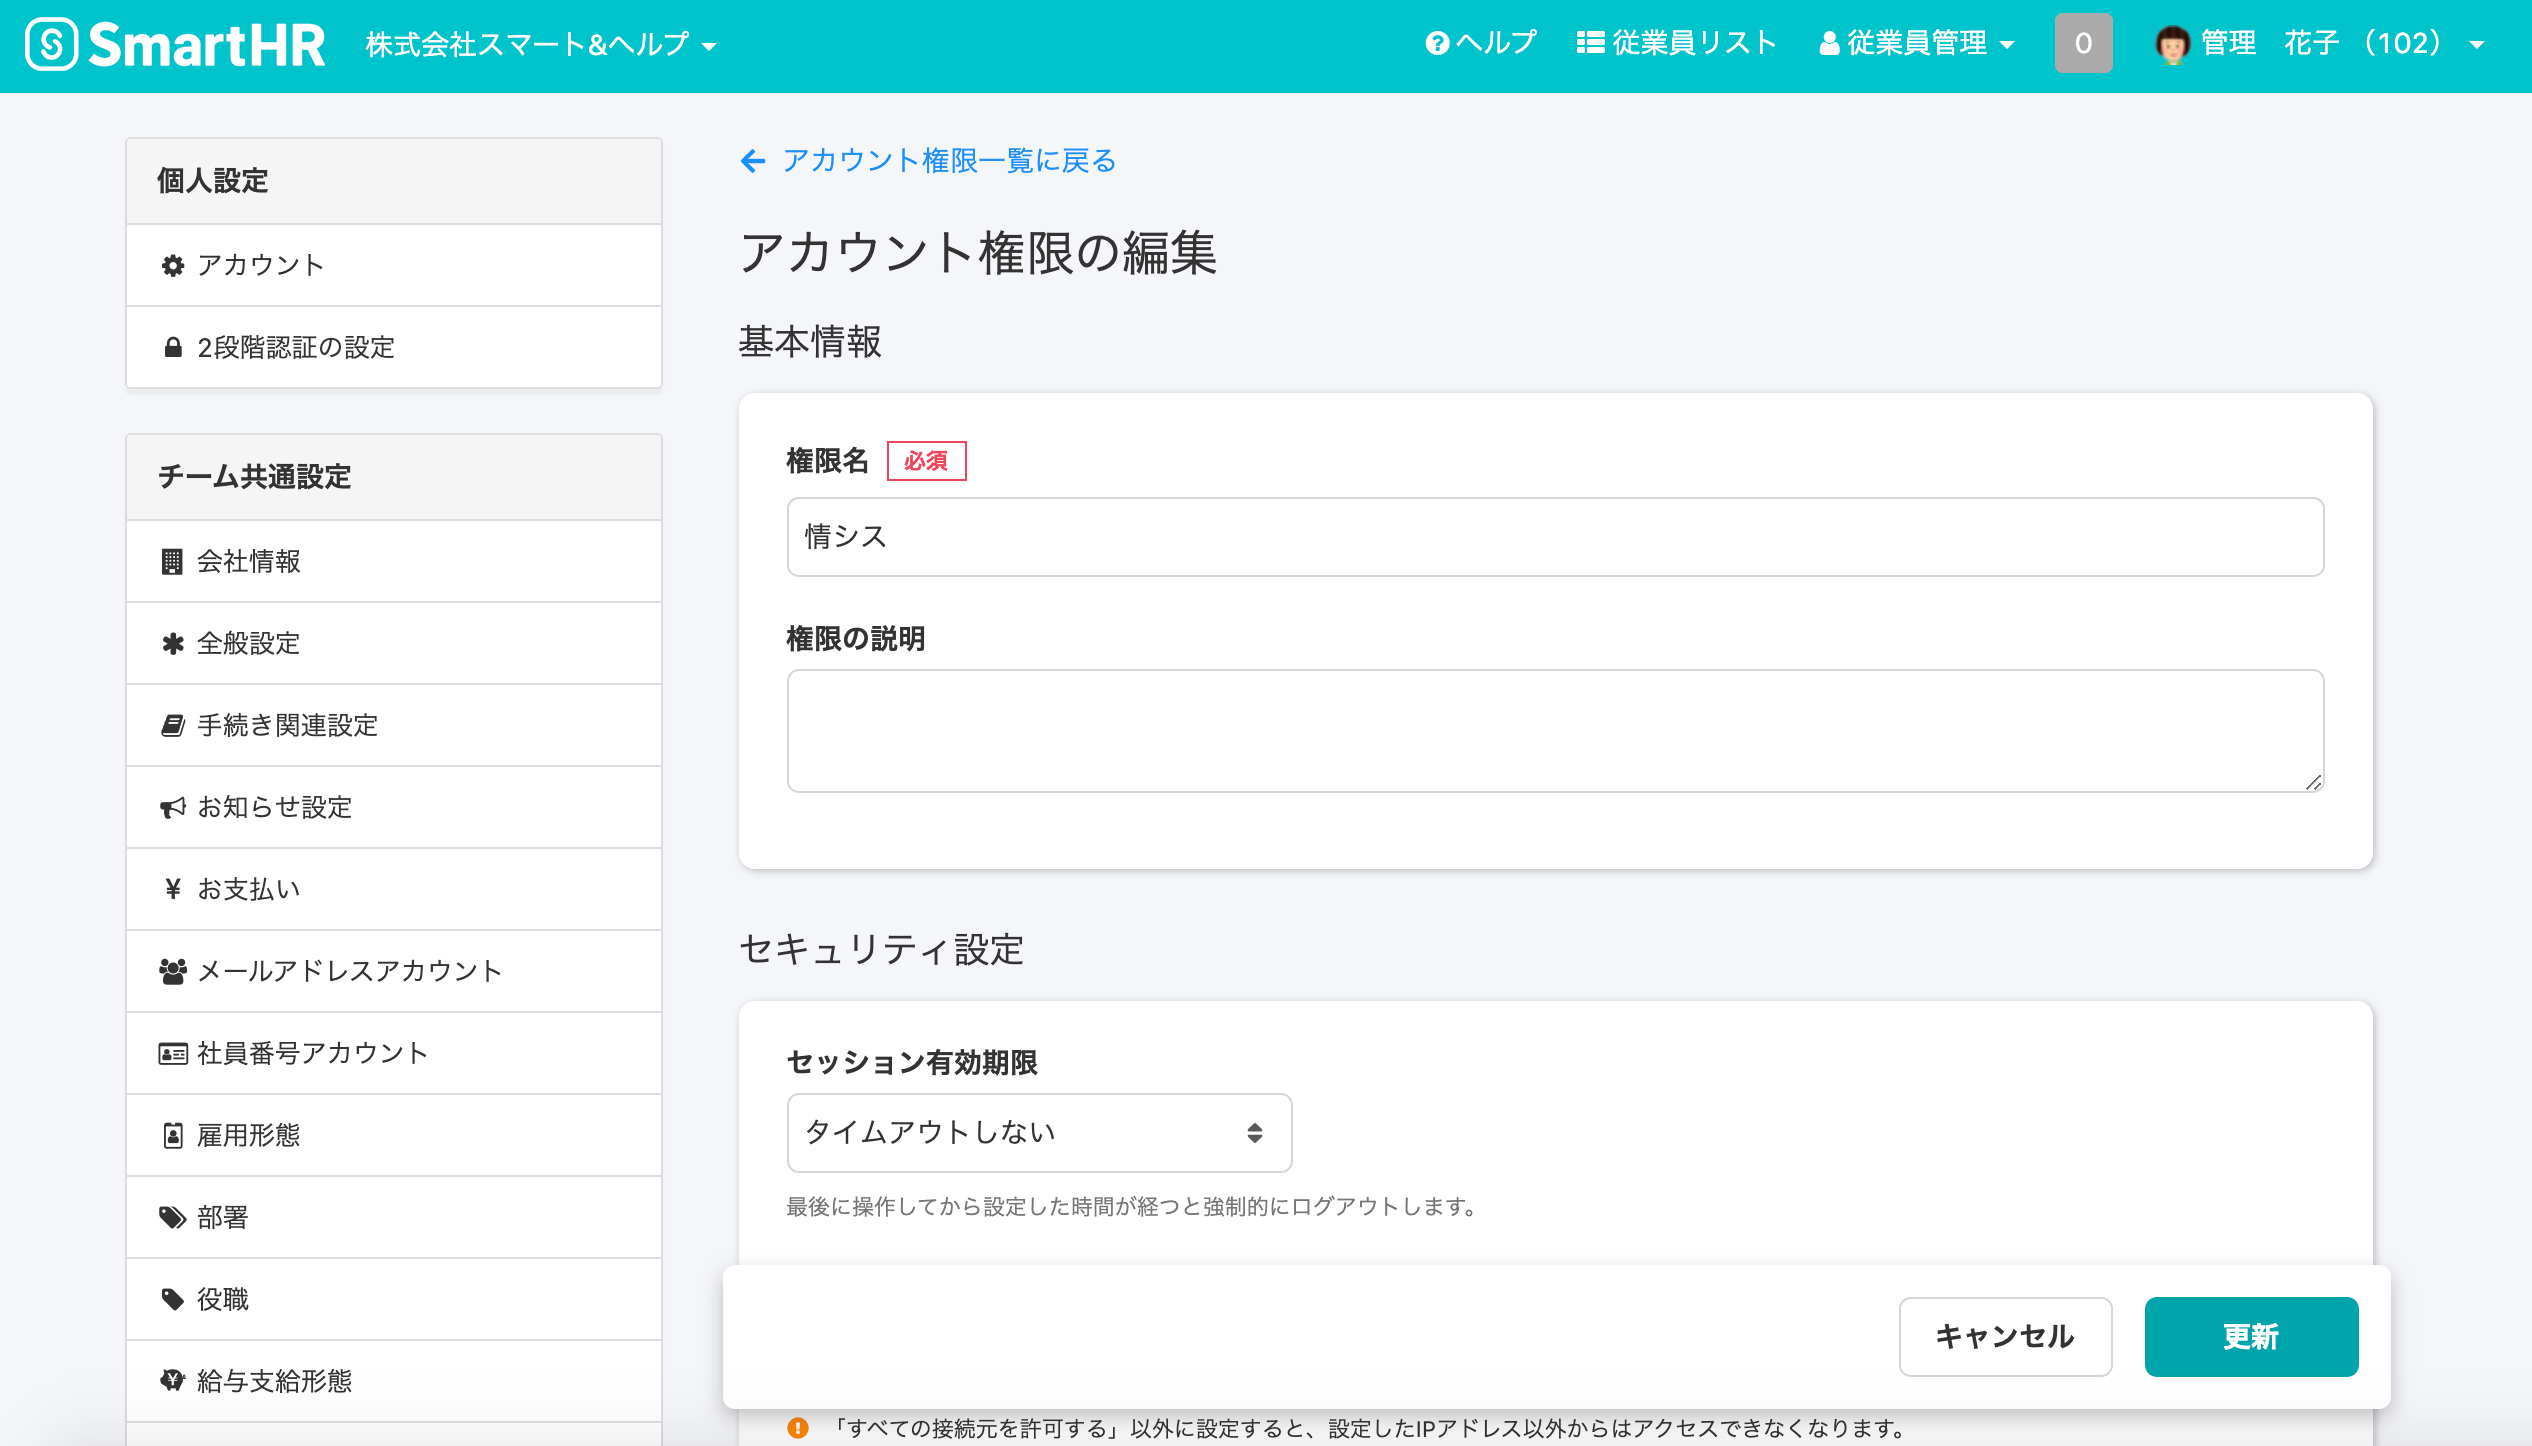 SmartHR
株式会社スマート&ヘルプ
ヘルプ
従業員リスト
従業員管理
0
管理 花子 （102）
個人設定
アカウント
2段階認証の設定
チーム共通設定
会社情報
全般設定
手続き関連設定
お知らせ設定
お支払い
メールアドレスアカウント
社員番号アカウント
雇用形態
部署
役職
給与支給形態
アカウント権限一覧に戻る
アカウント権限の編集
基本情報
権限名 必須
情シス
権限の説明
セキュリティ設定
セッション有効期限
タイムアウトしない
最後に操作してから設定した時間が経つと強制的にログアウトします。
キャンセル
更新
「すべての接続元を許可する」以外に設定すると、設定したIPアドレス以外からはアクセスできなくなります。